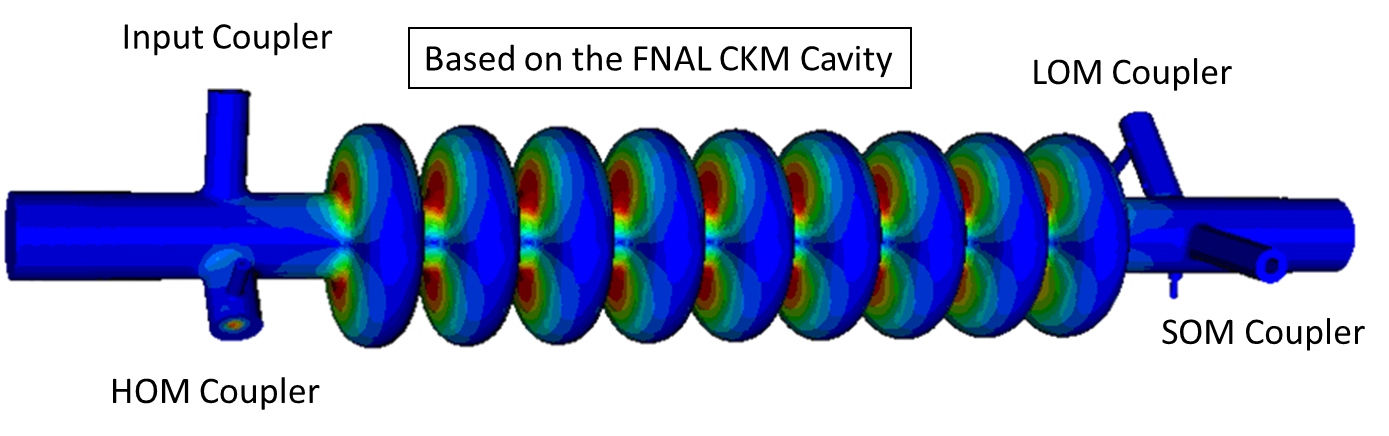 Input Coupler
Based on the FNAL CKM Cavity
LOM Coupler
SOM Coupler
HOM Coupler